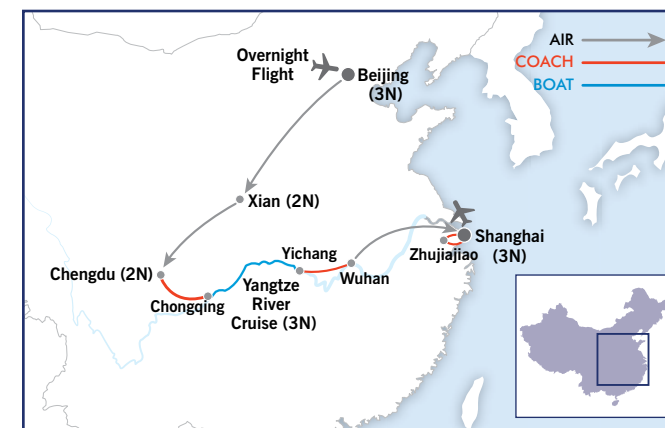 Overnight
Flight
Beijing
(3N)
AIR
COACH
BOAT
Xian (2N)
Chengdu (2N)
Chongqing
Yangtze
River
Cruise (3N)
Yichang
Wuhan
Zhujiajiao
Shanghai
(3N)